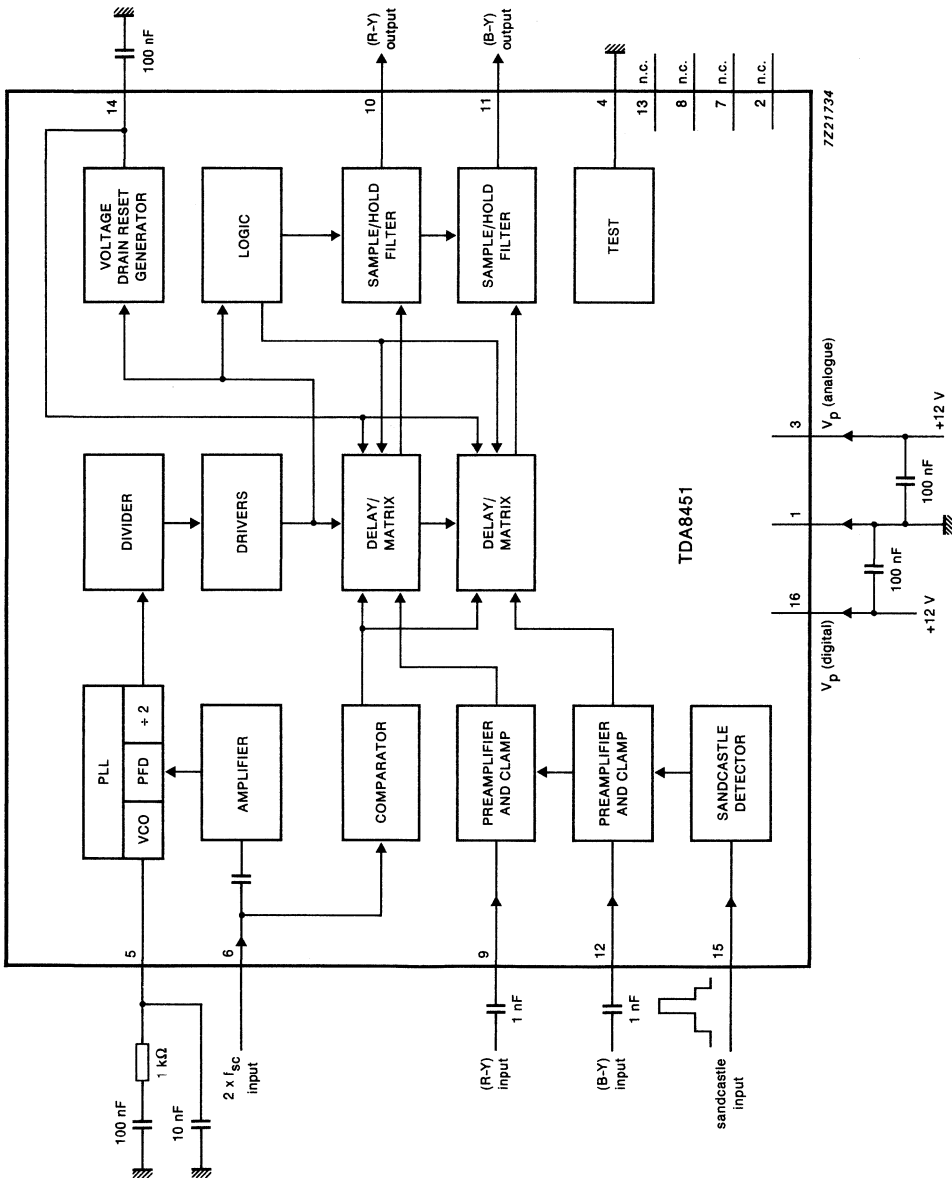 100 nF
14
(R-Y)
output
10
(B-Y)
output
11
4
13 n.c.
8 n.c.
7 n.c.
2 n.c.
7Z21734
VOLTAGE
DRAIN RESET
GENERATOR
LOGIC
SAMPLE/HOLD
FILTER
SAMPLE/HOLD
FILTER
TEST
DIVIDER
DRIVERS
DELAY/
MATRIX
DELAY/
MATRIX
TDA8451
PLL
VCO
PFD
÷ 2
AMPLIFIER
COMPARATOR
PREAMPLIFIER
AND CLAMP
PREAMPLIFIER
AND CLAMP
SANDCASTLE
DETECTOR
5
6
9
12
15
100 nF
1 kΩ
10 nF
2 x fsc
input
(R-Y)
input
1 nF
(B-Y)
input
1 nF
sandcastle
input
16
1
3
Vp (digital)
Vp (analogue)
100 nF
100 nF
+12 V
+12 V